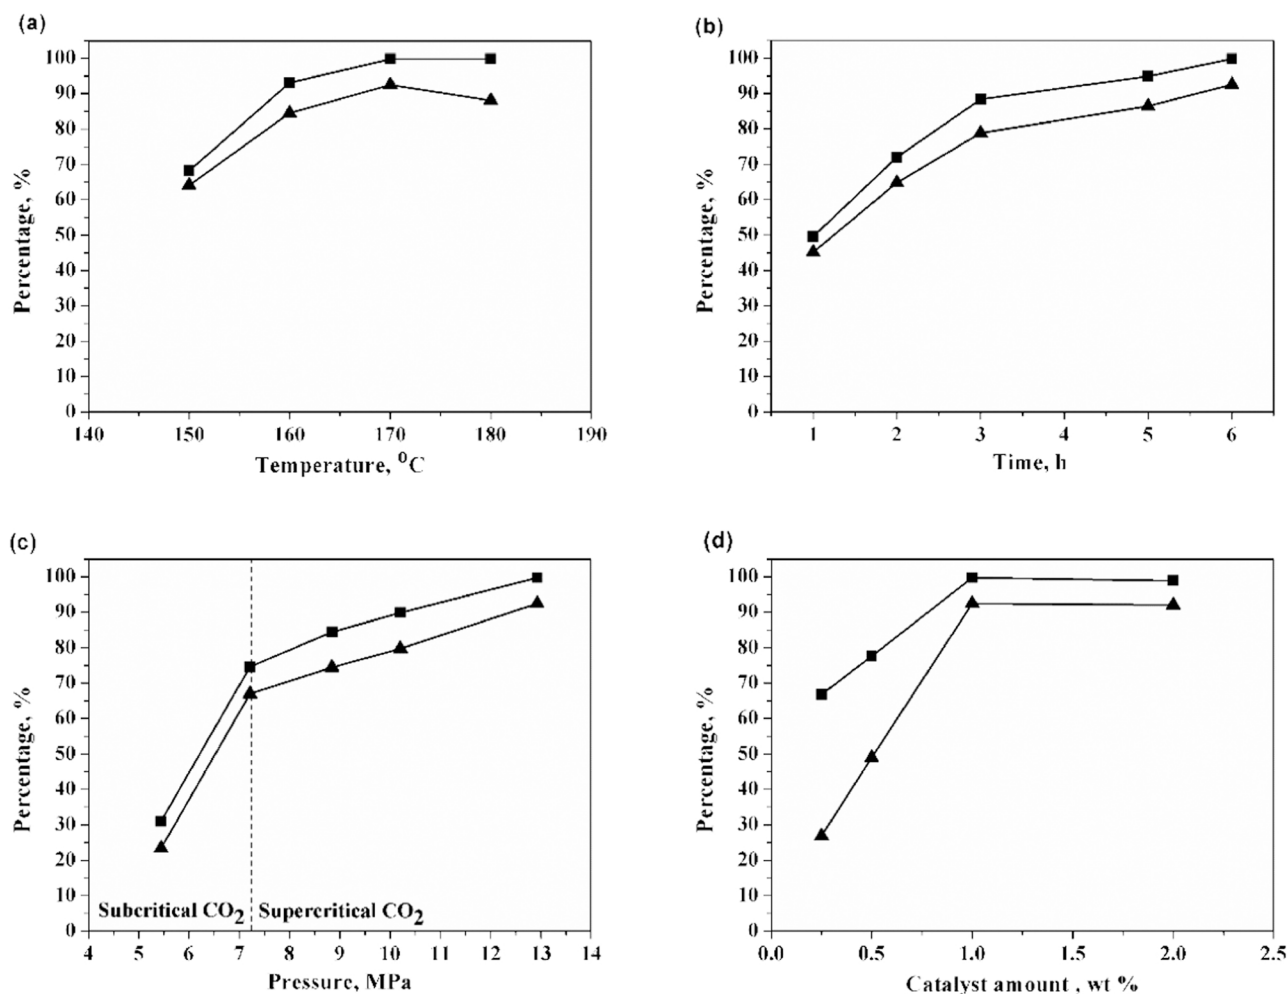 (a)
100
90
80
70
60
50
40
30
20
10
0
Percentage, %
140 150 160 170 180 190
Temperature, ⁰C
(b)
100
90
80
70
60
50
40
30
20
10
0
Percentage, %
1 2 3 4 5 6
Time, h
(c)
100
90
80
70
60
50
40
30
20
10
0
Percentage, %
Subcritical CO₂ Supercritical CO₂
4 5 6 7 8 9 10 11 12 13 14
Pressure, MPa
(d)
100
90
80
70
60
50
40
30
20
10
0
Percentage, %
0.0 0.5 1.0 1.5 2.0 2.5
Catalyst amount , wt %